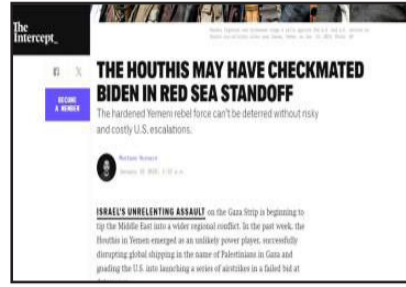 The
Intercept_
BECOME
A MEMBER
THE HOUTHIS MAY HAVE CHECKMATED
BIDEN IN RED SEA STANDOFF
The hardened Yemeni rebel force can't be deterred without risky
and costly U.S. escalations.
ISRAEL'S UNRELENTING ASSAULT on the Gaza Strip is beginning to
tip the Middle East into a wider regional conflict. In the past week, the
Houthis in Yemen emerged as an unlikely power player, successfully
disrupting global shipping in the name of Palestinians in Gaza and
goading the U.S. into launching a series of airstrikes in a failed bid at